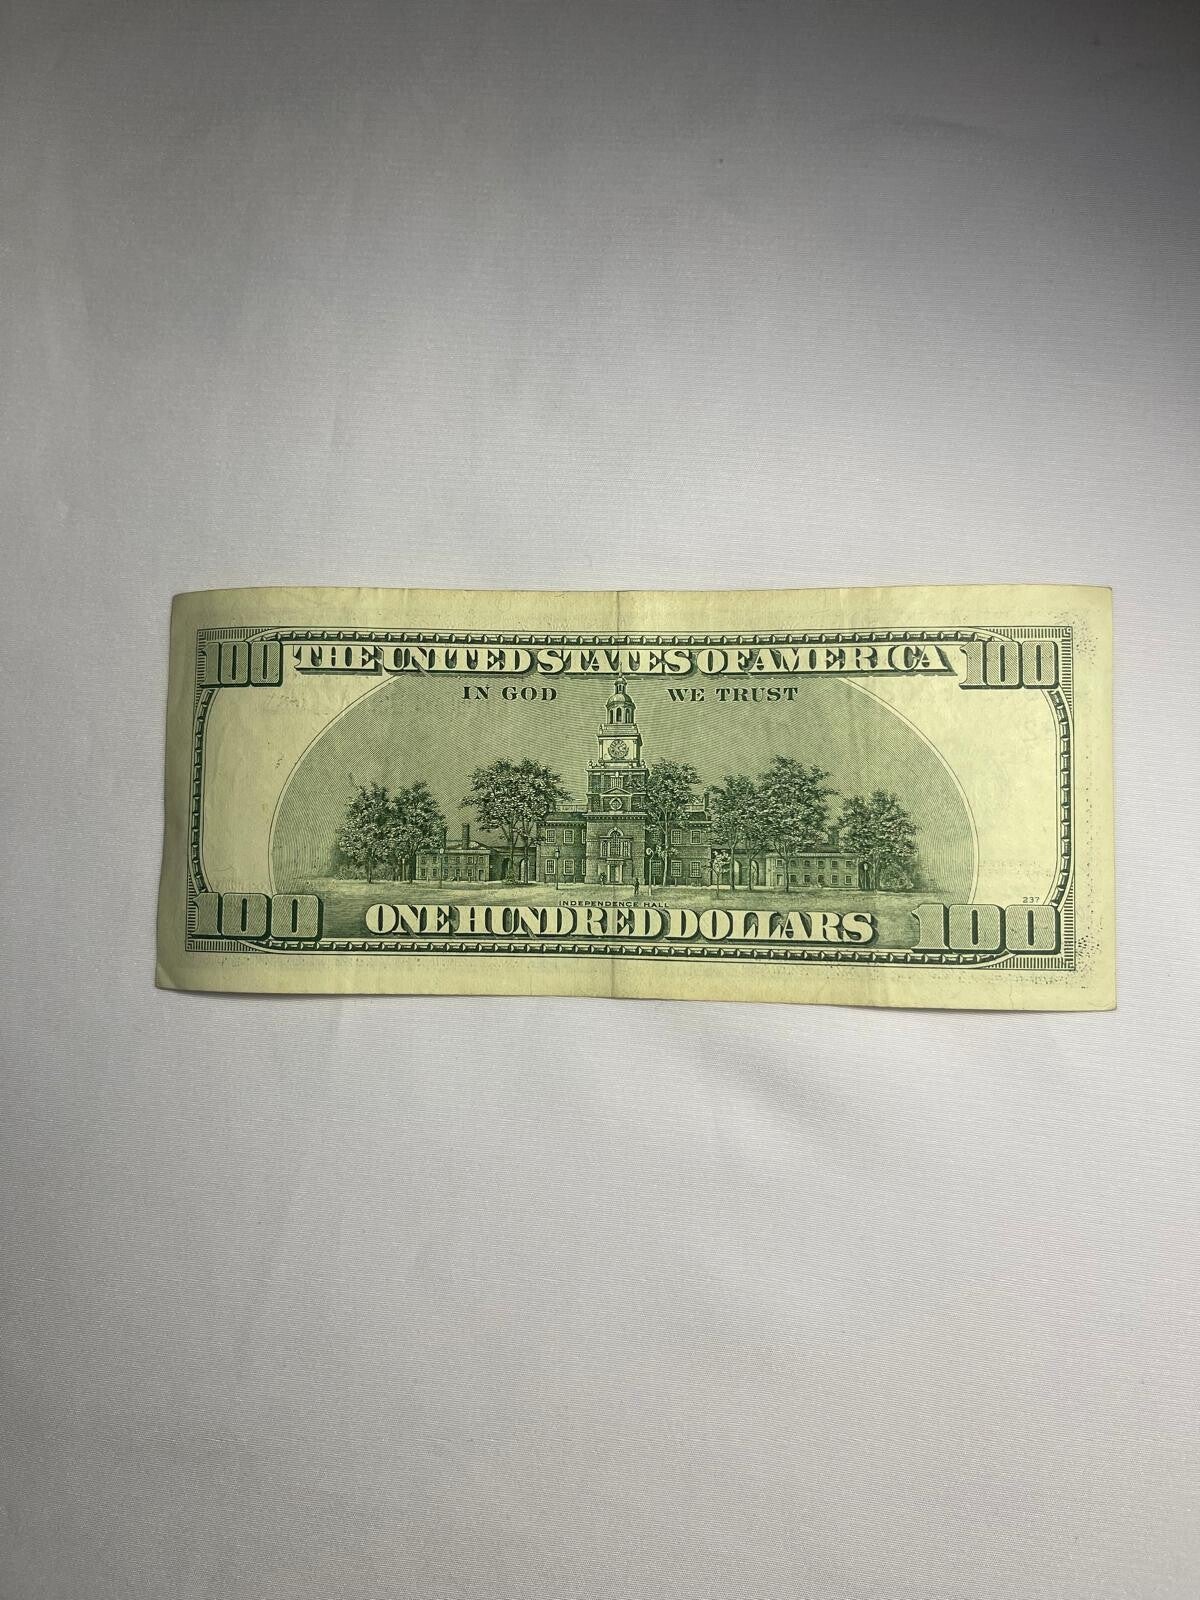 100 THE UNITED STATES OF AMERICA 100
IN GOD WE TRUST
INDEPENDENCE HALL
237
100 ONE HUNDRED DOLLARS 100